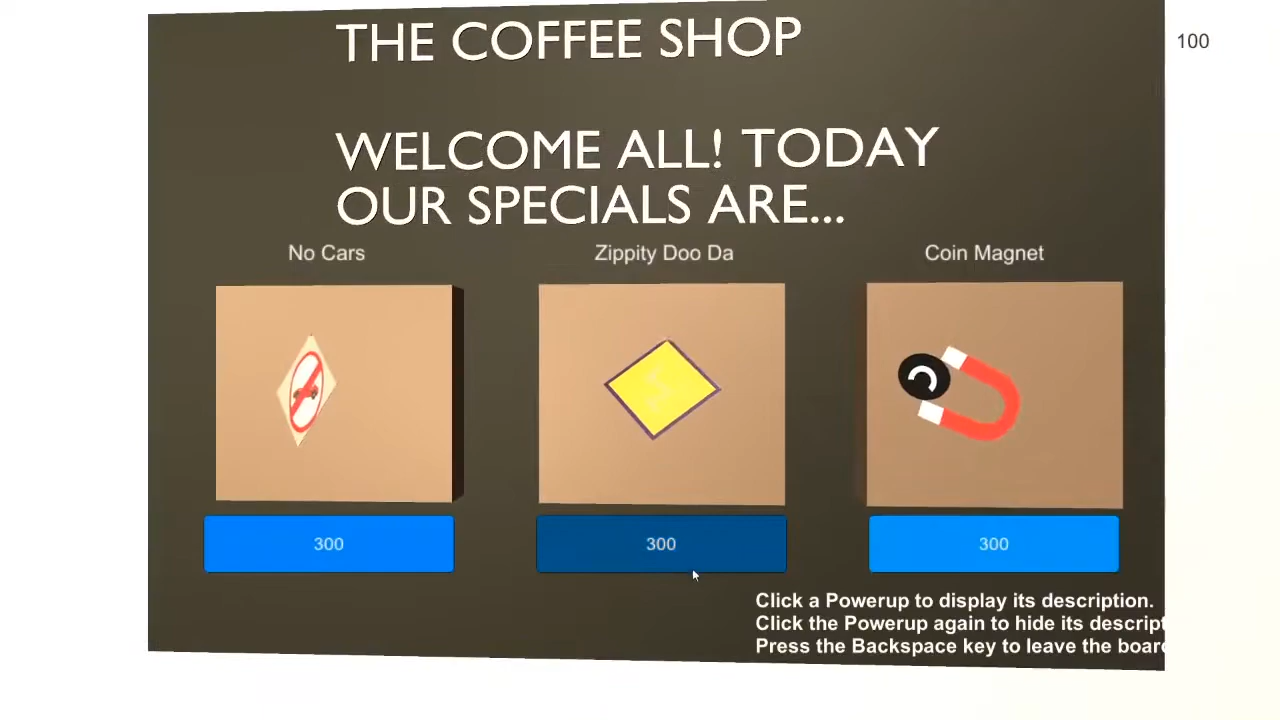 THE COFFEE SHOP
100
WELCOME ALL! TODAY
OUR SPECIALS ARE...
No Cars
Zippity Doo Da
Coin Magnet
300
300
300
Click a Powerup to display its description.
Click the Powerup again to hide its descript
Press the Backspace key to leave the boar